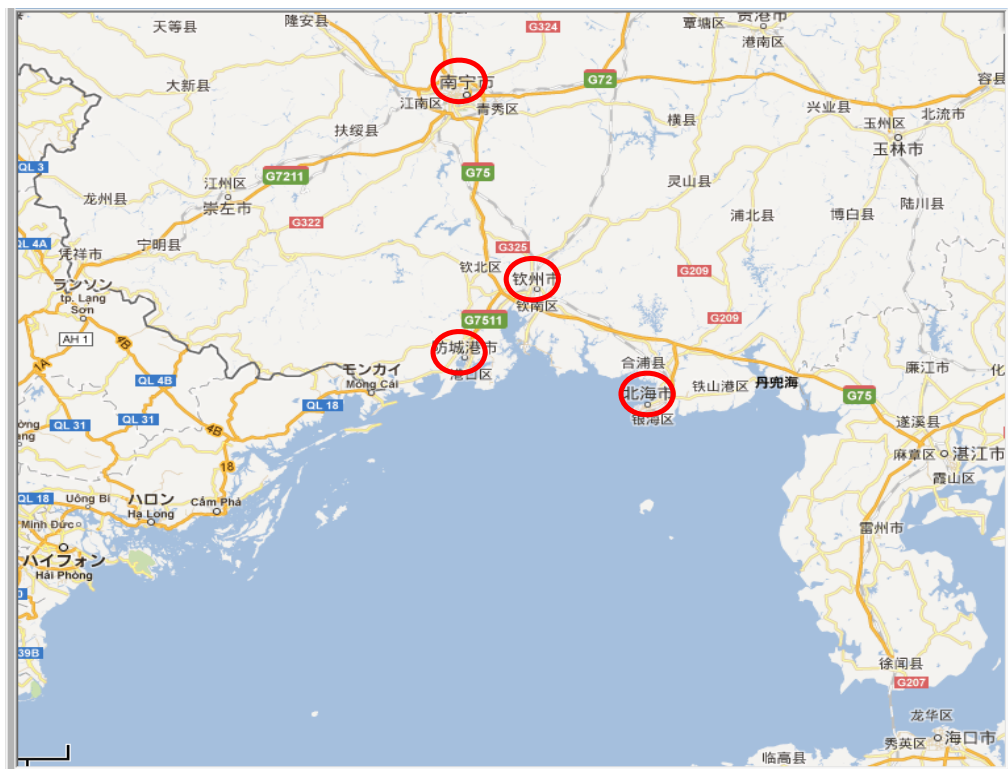 天等县
隆安县
G324
覃塘区
贵港市
港南区
大新县
南宁市
江南区
青秀区
G72
容县
横县
兴业县
北流市
玉州区
玉林市
扶绥县
QL 3
G7211
G75
江州区
崇左市
龙州县
灵山县
G322
浦北县
博白县
陆川县
QL 4A
宁明县
凭祥市
G325
钦北区
钦州市
G209
ランソン
tp. Lạng
Sơn
钦南区
G7511
G209
AH 1
4B
1A
防城港市
港口区
合浦县
モンカイ
Móng Cái
QL 4B
北海市
铁山港区
丹兜海
廉江市
化
G75
QL 18
银海区
QL 31
QL 31
4B
遂溪县
麻章区
湛江市
18
霞山区
QL 18
Uông Bí
ハロン
Hạ Long
Cẩm Phả
Minh Đức
雷州市
ハイフォン
Hải Phòng
39B
徐闻县
G207
龙华区
秀英区
海口市
临高县